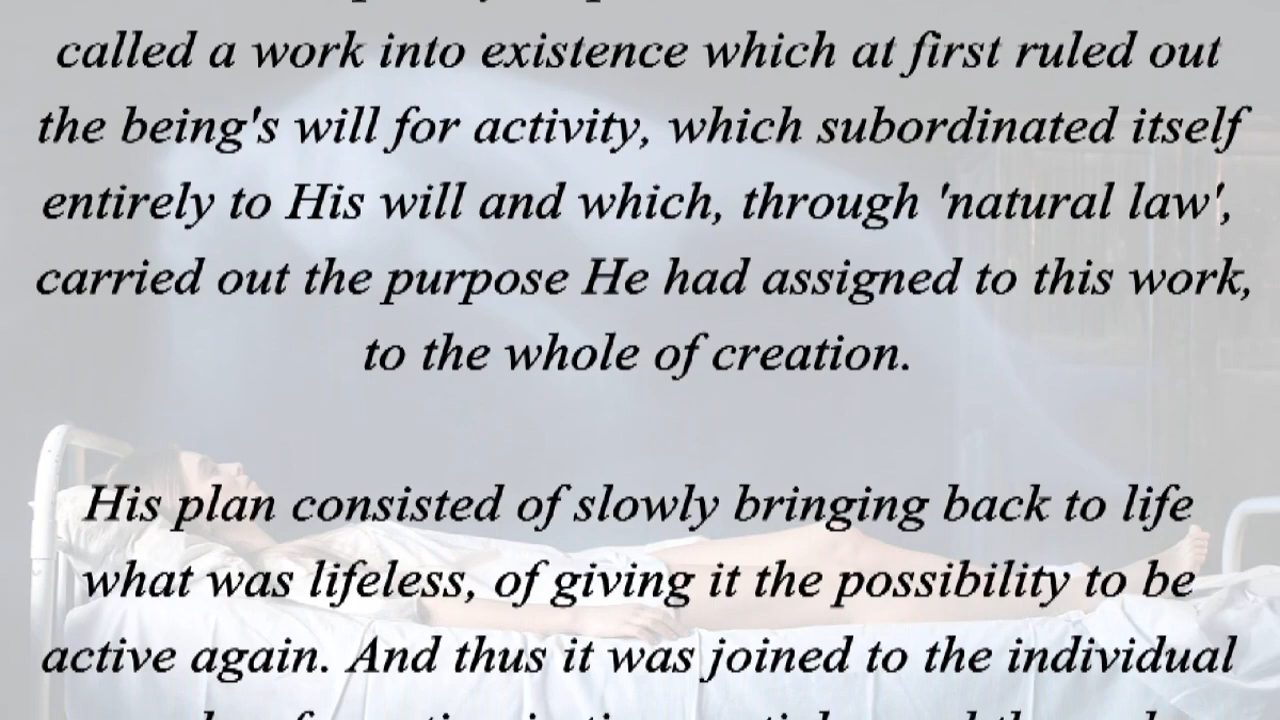 called a work into existence which at first ruled out
the being's will for activity, which subordinated itself
entirely to His will and which, through 'natural law',
carried out the purpose He had assigned to this work,
to the whole of creation.
His plan consisted of slowly bringing back to life
what was lifeless, of giving it the possibility to be
active again. And thus it was joined to the individual